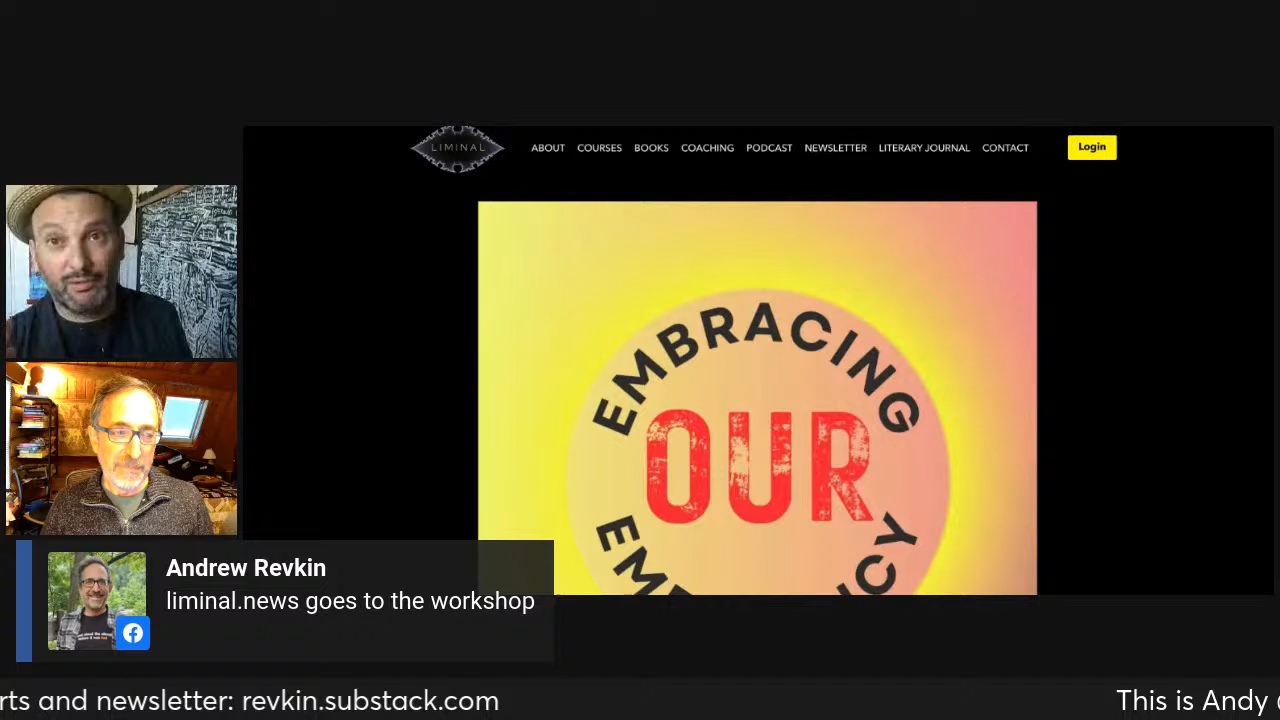 LIMINAL
ABOUT COURSES BOOKS COACHING PODCAST NEWSLETTER LITERARY JOURNAL CONTACT
Login
EMBRACING
OUR
Andrew Revkin
liminal.news goes to the workshop
rts and newsletter: revkin.substack.com
This is Andy